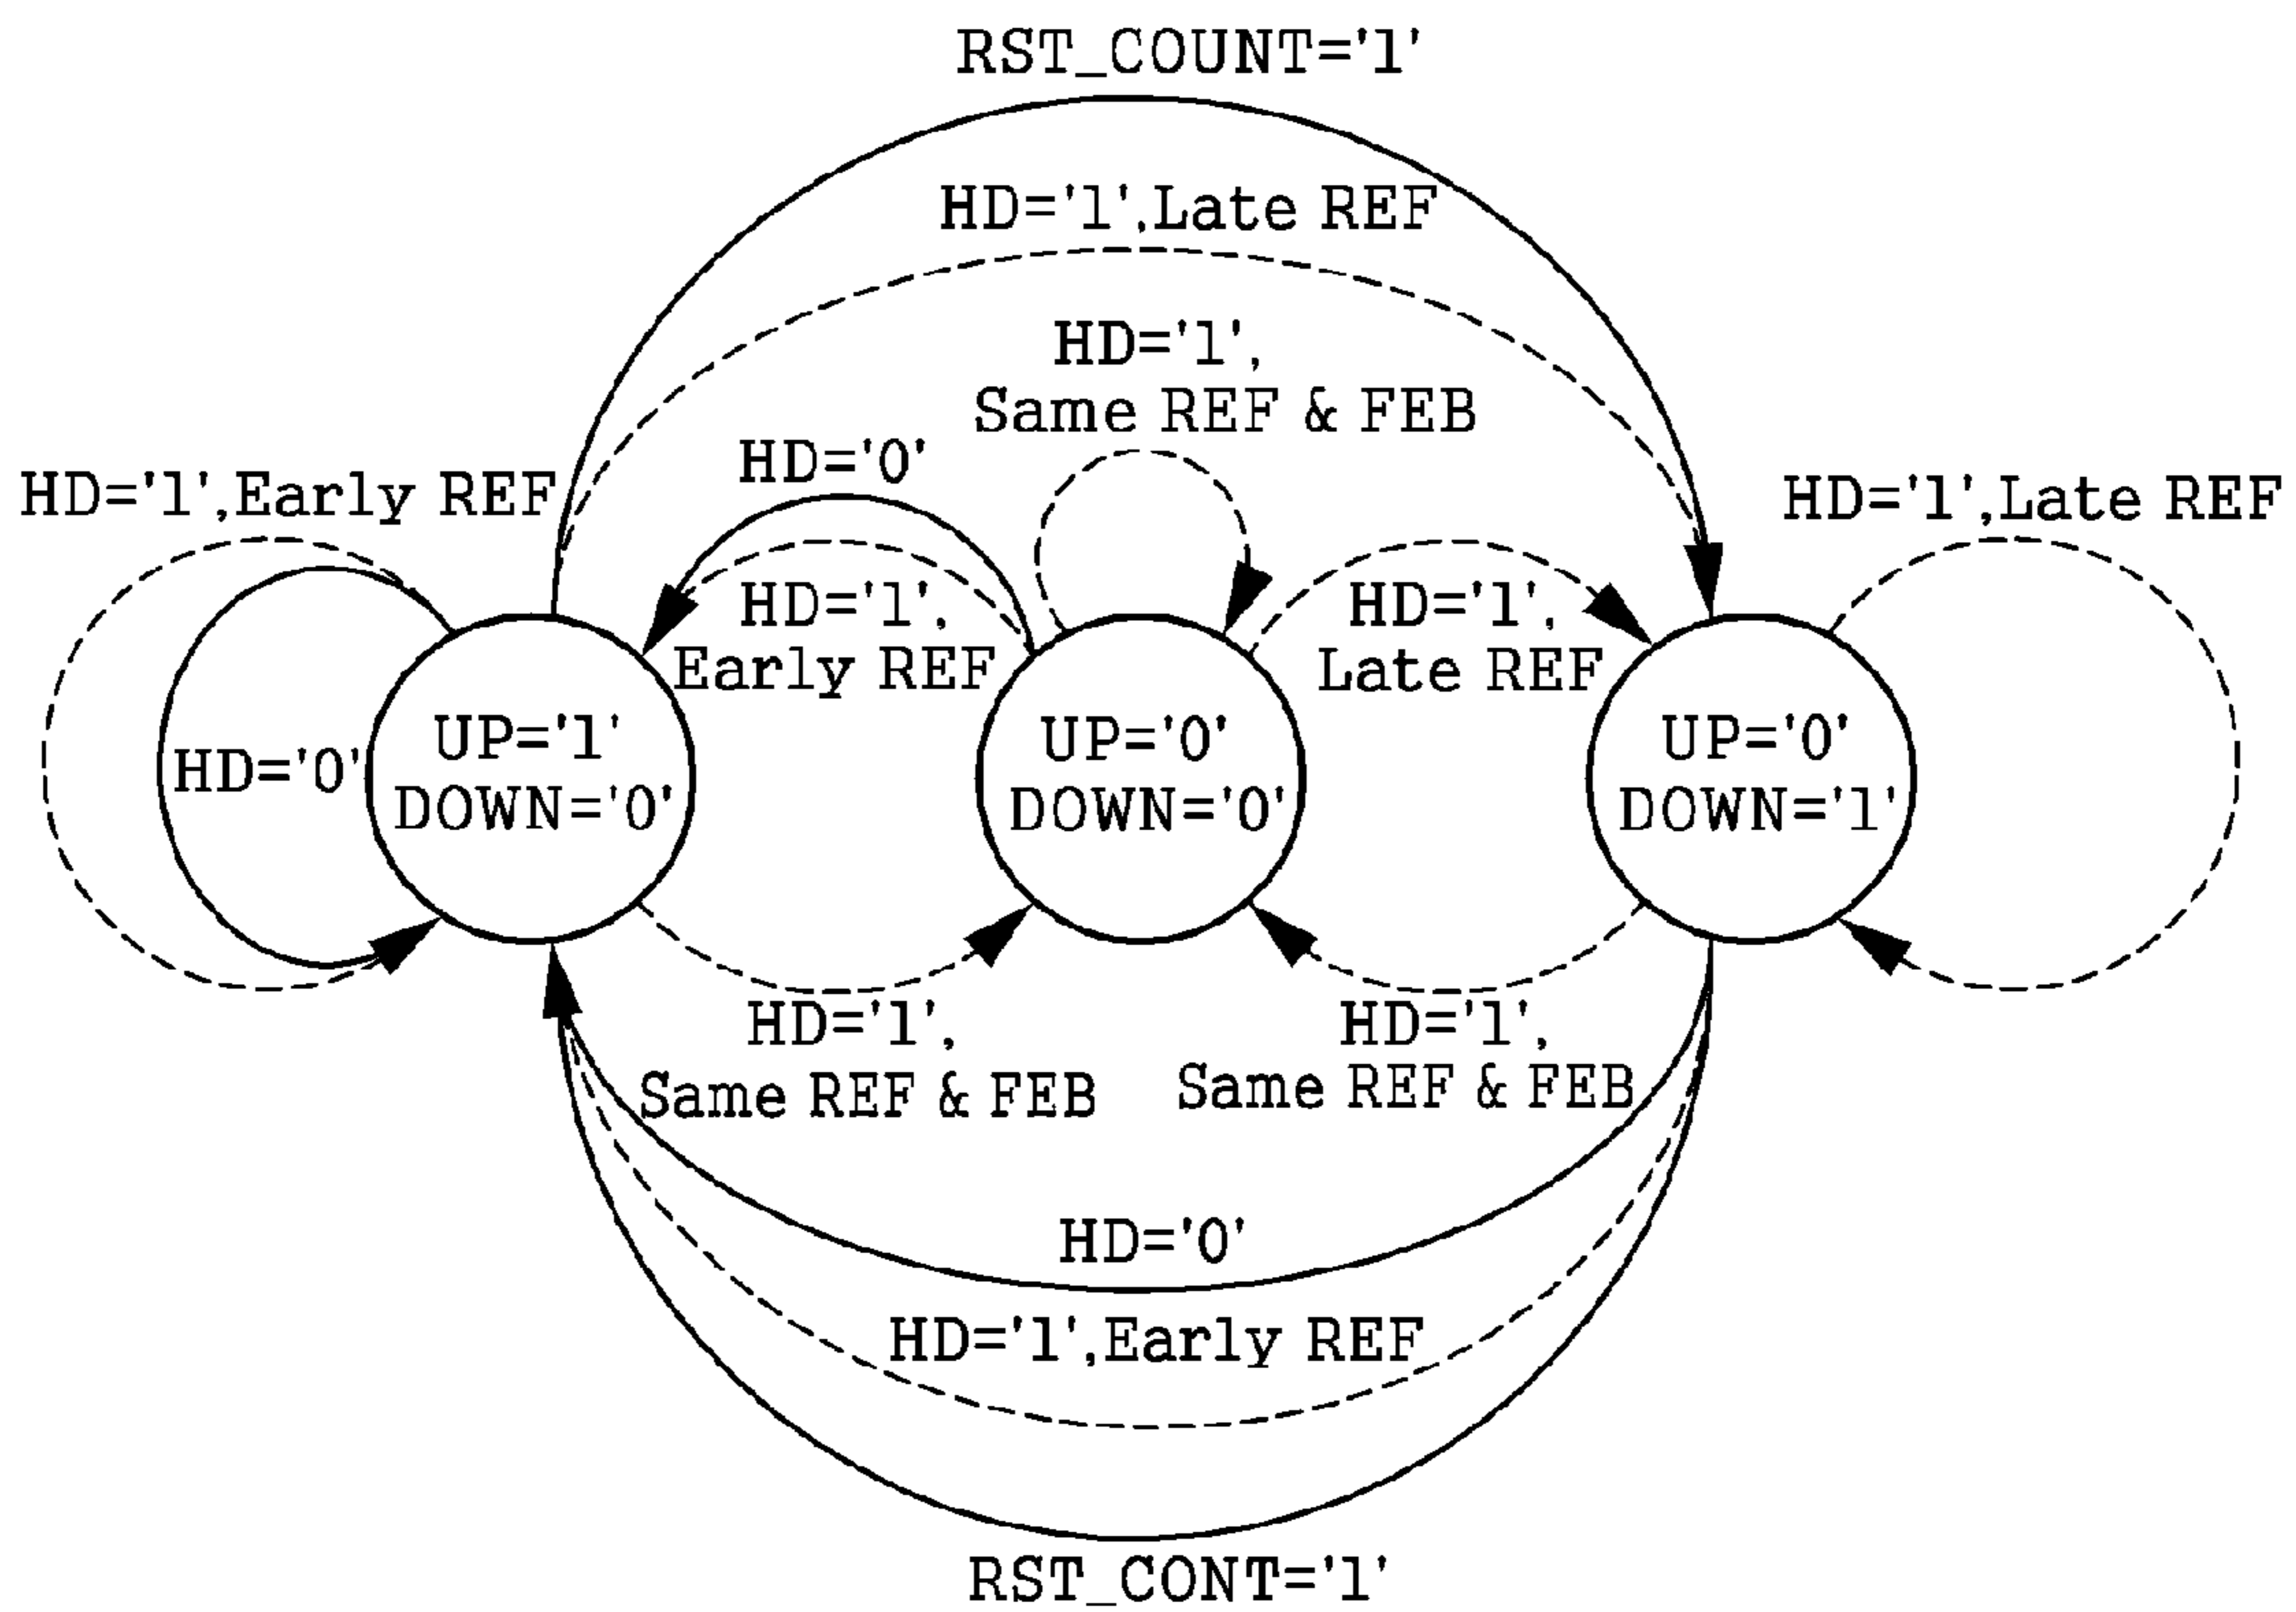 RST_COUNT='1'
HD='1',Late REF
HD='1',
Same REF & FEB
HD='0'
HD='1',Early REF
HD='1',Late REF
HD='1',
Early REF
HD='1',
Late REF
HD='0'
UP='1'
DOWN='0'
UP='0'
DOWN='0'
UP='0'
DOWN='1'
HD='1',
Same REF & FEB
HD='1',
Same REF & FEB
HD='0'
HD='1',Early REF
RST_CONT='1'